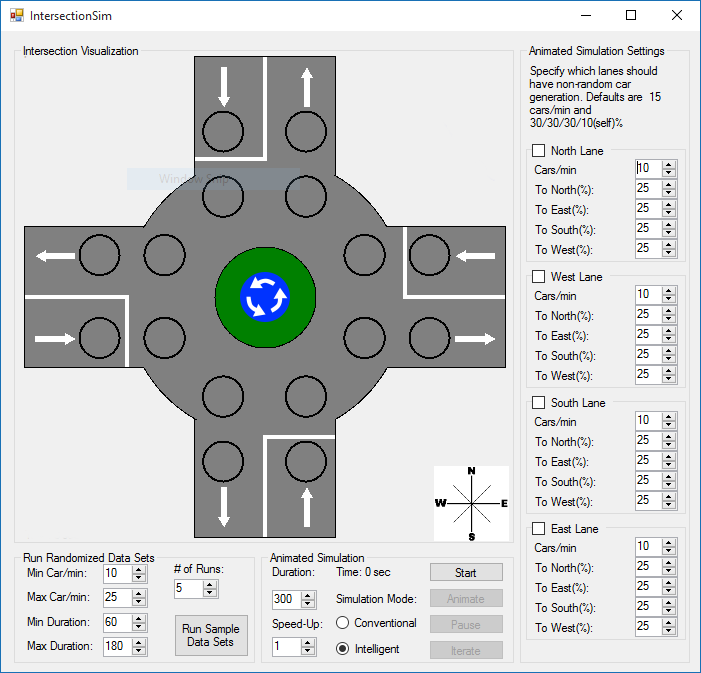 IntersectionSim
Intersection Visualization
N
W
E
S
Animated Simulation Settings
Specify which lanes should
have non-random car
generation. Defaults are 15
cars/min and
30/30/30/10(self)%
North Lane
Cars/min 10
To North(%): 25
To East(%): 25
To South(%): 25
To West(%): 25
West Lane
Cars/min 10
To North(%): 25
To East(%): 25
To South(%): 25
To West(%): 25
South Lane
Cars/min 10
To North(%): 25
To East(%): 25
To South(%): 25
To West(%): 25
East Lane
Cars/min 10
To North(%): 25
To East(%): 25
To South(%): 25
To West(%): 25
Run Randomized Data Sets
Min Car/min: 10
Max Car/min: 25
Min Duration: 60
Max Duration: 180
# of Runs:
5
Run Sample
Data Sets
Animated Simulation
Duration:
300
Speed-Up:
1
Time: 0 sec
Simulation Mode:
Conventional
Intelligent
Start
Animate
Pause
Iterate